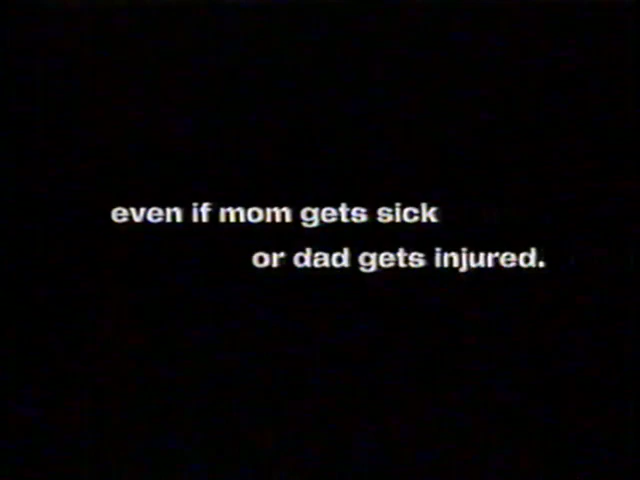 even if mom gets sick
or dad gets injured.